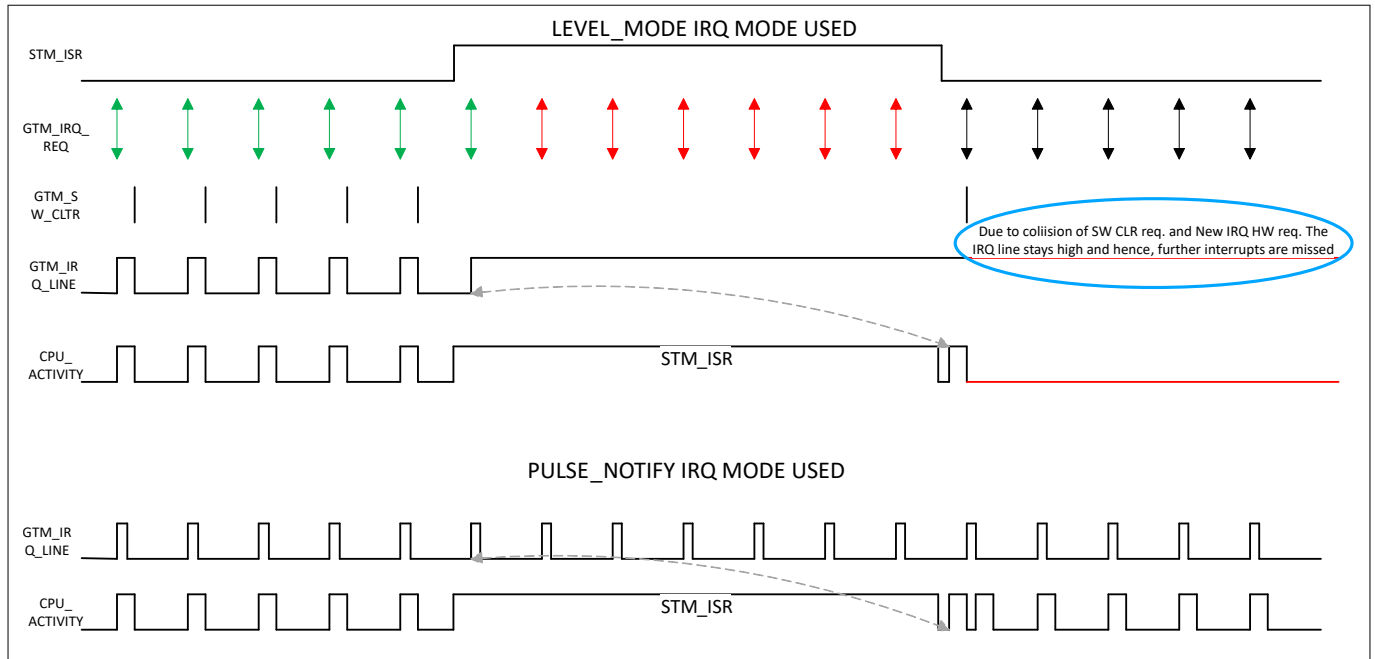 LEVEL_MODE IRQ MODE USED
STM_ISR
GTM_IRQ_
REQ
GTM_S
W_CLTR
Due to coliision of SW CLR req. and New IRQ HW req. The
IRQ line stays high and hence, further interrupts are missed
GTM_IR
Q_LINE
CPU_
ACTIVITY
STM_ISR
PULSE_NOTIFY IRQ MODE USED
GTM_IR
Q_LINE
CPU_
ACTIVITY
STM_ISR